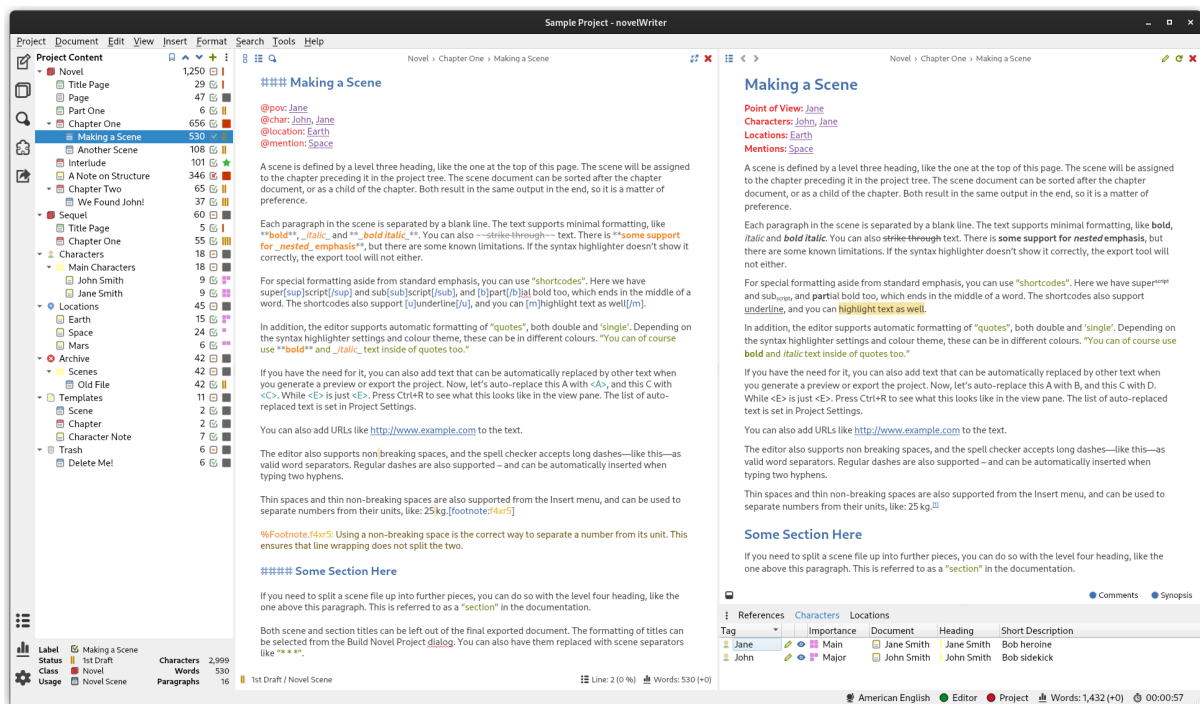 Sample Project - novelWriter
Project Document Edit View Insert Format Search Tools Help
Project Content
Novel 1,250
Title Page 29
Page 47
Part One 6
Chapter One 656
Making a Scene 530
Another Scene 108
Interlude 101
A Note on Structure 346
Chapter Two 65
We Found John! 37
Sequel 60
Title Page 5
Chapter One 55
Characters 18
Main Characters 18
John Smith 9
Jane Smith 9
Locations 45
Earth 15
Space 24
Mars 6
Archive 42
Scenes 42
Old File 42
Templates 11
Scene 2
Chapter 2
Character Note 7
Trash 6
Delete Me! 6
Label Making a Scene
Status 1st Draft Characters 2,999
Class Novel Words 530
Usage Novel Scene Paragraphs 16
Novel › Chapter One › Making a Scene
### Making a Scene
@pov: Jane
@char: John, Jane
@location: Earth
@mention: Space
A scene is defined by a level three heading, like the one at the top of this page. The scene will be assigned
to the chapter preceding it in the project tree. The scene document can be sorted after the chapter
document, or as a child of the chapter. Both result in the same output in the end, so it is a matter of
preference.
Each paragraph in the scene is separated by a blank line. The text supports minimal formatting, like
**bold**, _italic_ and **_bold italic_**. You can also ~~strike through~~ text. There is **some support
for _nested_ emphasis**, but there are some known limitations. If the syntax highlighter doesn’t show it
correctly, the export tool will not either.
For special formatting aside from standard emphasis, you can use “shortcodes”. Here we have
super[sup]script[/sup] and sub[sub]script[/sub], and [b]part[/b]ial bold too, which ends in the middle of a
word. The shortcodes also support [u]underline[/u], and you can [m]highlight text as well[/m].
In addition, the editor supports automatic formatting of “quotes”, both double and ‘single’. Depending on
the syntax highlighter settings and colour theme, these can be in different colours. “You can of course
use **bold** and _italic_ text inside of quotes too.”
If you have the need for it, you can also add text that can be automatically replaced by other text when
you generate a preview or export the project. Now, let’s auto-replace this A with <A>, and this C with
<C>. While <E> is just <E>. Press Ctrl+R to see what this looks like in the view pane. The list of auto-
replaced text is set in Project Settings.
You can also add URLs like http://www.example.com to the text.
The editor also supports non breaking spaces, and the spell checker accepts long dashes—like this—as
valid word separators. Regular dashes are also supported – and can be automatically inserted when
typing two hyphens.
Thin spaces and thin non-breaking spaces are also supported from the Insert menu, and can be used to
separate numbers from their units, like: 25 kg.[footnote:f4xr5]
%Footnote.f4xr5: Using a non-breaking space is the correct way to separate a number from its unit. This
ensures that line wrapping does not split the two.
#### Some Section Here
If you need to split a scene file up into further pieces, you can do so with the level four heading, like the
one above this paragraph. This is referred to as a “section” in the documentation.
Both scene and section titles can be left out of the final exported document. The formatting of titles can
be selected from the Build Novel Project dialog. You can also have them replaced with scene separators
like “* * *”.
1st Draft / Novel Scene Line: 2 (0 %) Words: 530 (+0)
Novel › Chapter One › Making a Scene
Making a Scene
Point of View: Jane
Characters: John, Jane
Locations: Earth
Mentions: Space
A scene is defined by a level three heading, like the one at the top of this page. The scene will be assigned
to the chapter preceding it in the project tree. The scene document can be sorted after the chapter
document, or as a child of the chapter. Both result in the same output in the end, so it is a matter of
preference.
Each paragraph in the scene is separated by a blank line. The text supports minimal formatting, like bold,
italic and bold italic. You can also strike through text. There is some support for nested emphasis, but
there are some known limitations. If the syntax highlighter doesn’t show it correctly, the export tool will
not either.
For special formatting aside from standard emphasis, you can use “shortcodes”. Here we have superscript
and subscript, and partial bold too, which ends in the middle of a word. The shortcodes also support
underline, and you can highlight text as well.
In addition, the editor supports automatic formatting of “quotes”, both double and ‘single’. Depending on
the syntax highlighter settings and colour theme, these can be in different colours. “You can of course use
bold and italic text inside of quotes too.”
If you have the need for it, you can also add text that can be automatically replaced by other text when
you generate a preview or export the project. Now, let’s auto-replace this A with B, and this C with D.
While <E> is just <E>. Press Ctrl+R to see what this looks like in the view pane. The list of auto-replaced
text is set in Project Settings.
You can also add URLs like http://www.example.com to the text.
The editor also supports non breaking spaces, and the spell checker accepts long dashes—like this—as
valid word separators. Regular dashes are also supported – and can be automatically inserted when typing
two hyphens.
Thin spaces and thin non-breaking spaces are also supported from the Insert menu, and can be used to
separate numbers from their units, like: 25 kg.[1]
Some Section Here
If you need to split a scene file up into further pieces, you can do so with the level four heading, like the
one above this paragraph. This is referred to as a “section” in the documentation.
Comments Synopsis
References Characters Locations
Tag Importance Document Heading Short Description
Jane Main Jane Smith Jane Smith Bob heroine
John Major John Smith John Smith Bob sidekick
American English Editor Project Words: 1,432 (+0) 00:00:57